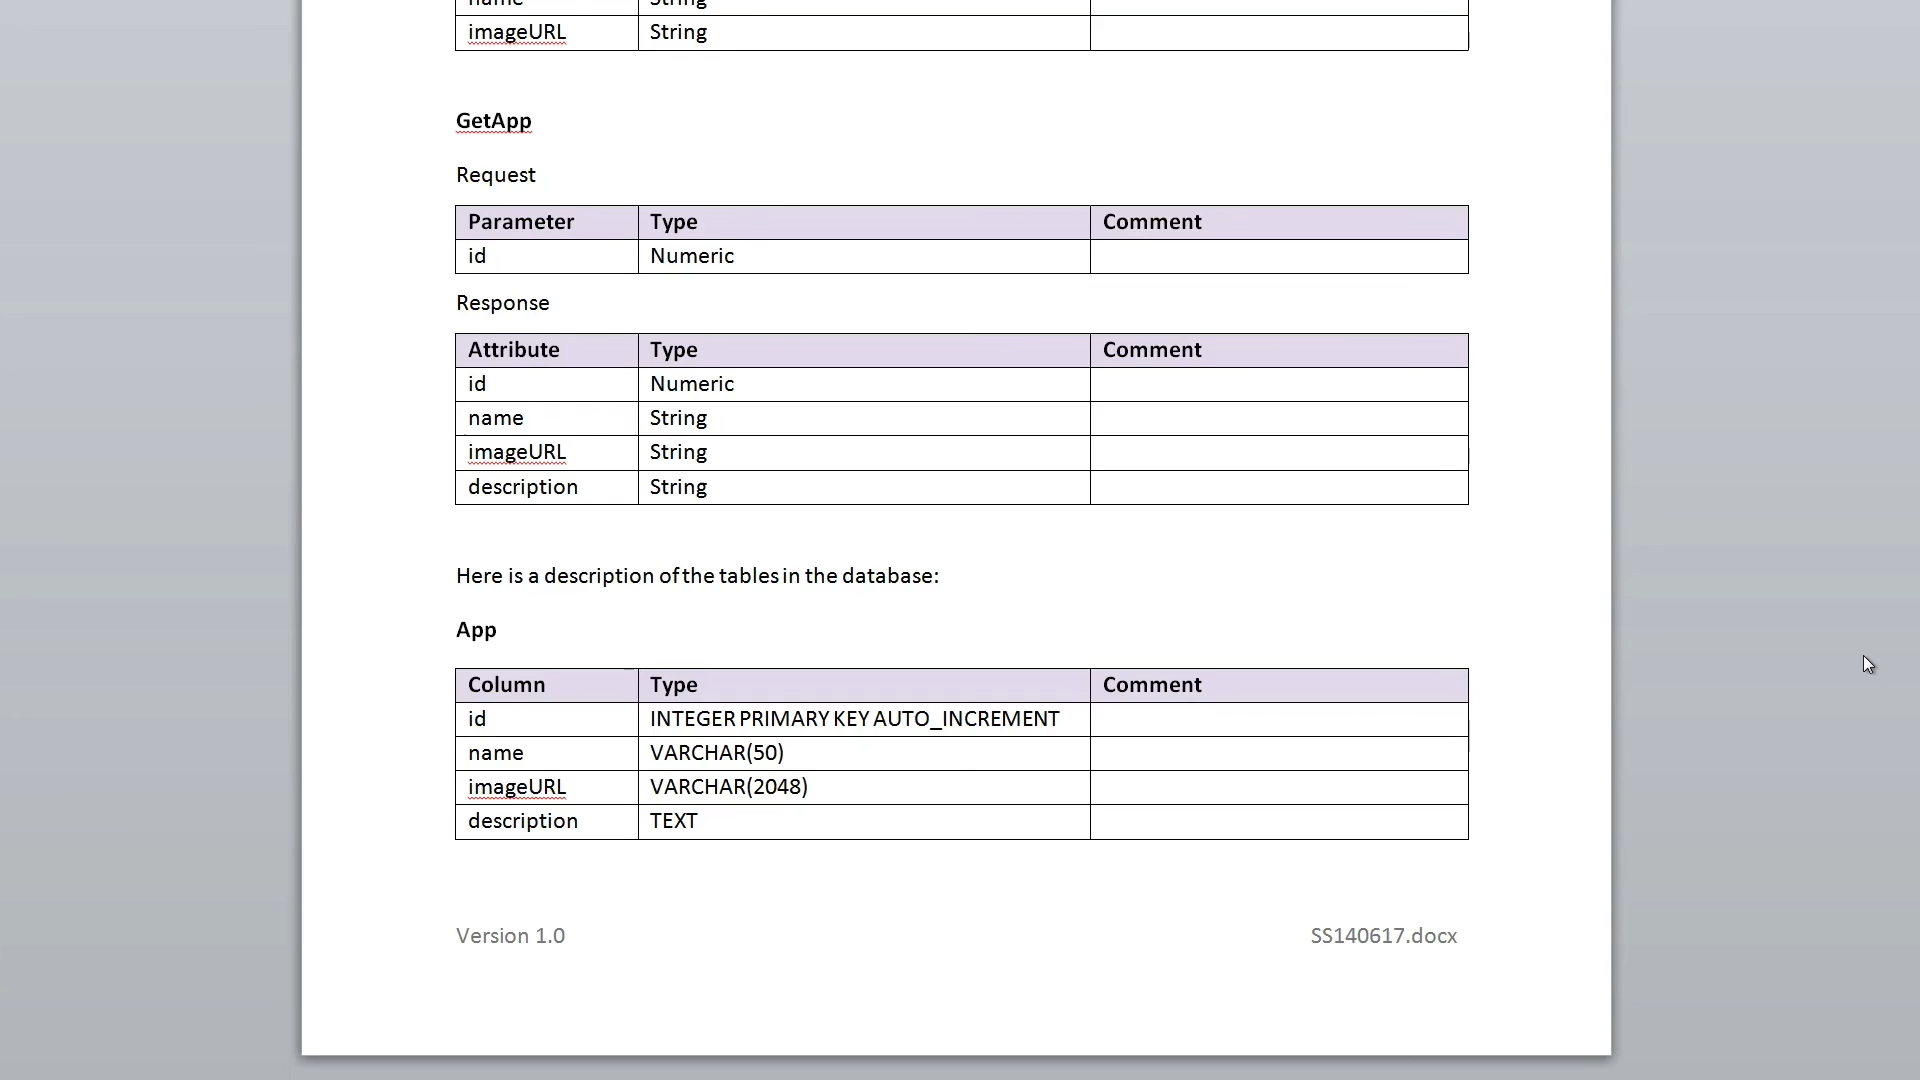 imageURL String
GetApp
Request
Parameter Type Comment
id Numeric
Response
Attribute Type Comment
id Numeric
name String
imageURL String
description String
Here is a description of the tables in the database:
App
Column Type Comment
id INTEGER PRIMARY KEY AUTO_INCREMENT
name VARCHAR(50)
imageURL VARCHAR(2048)
description TEXT
Version 1.0 SS140617.docx